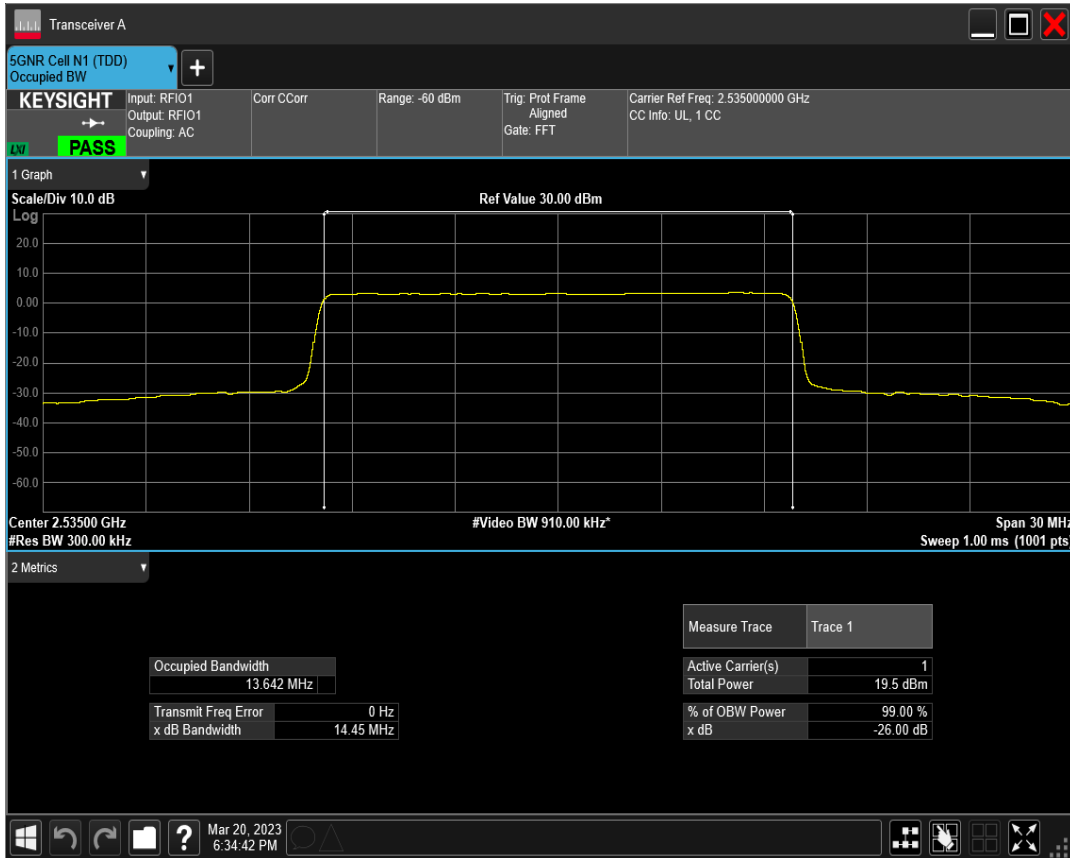 Transceiver A
5GNR Cell N1 (TDD)
Occupied BW
+
KEYSIGHT
LXI
PASS
Input: RFIO1
Output: RFIO1
Coupling: AC
Corr CCorr
Range: -60 dBm
Trig: Prot Frame
Aligned
Gate: FFT
Carrier Ref Freq: 2.535000000 GHz
CC Info: UL, 1 CC
1 Graph
Scale/Div 10.0 dB
Ref Value 30.00 dBm
Log
20.0
10.0
0.00
-10.0
-20.0
-30.0
-40.0
-50.0
-60.0
Center 2.53500 GHz
#Video BW 910.00 kHz*
Span 30 MHz
#Res BW 300.00 kHz
Sweep 1.00 ms (1001 pts)
2 Metrics
Measure Trace Trace 1
Occupied Bandwidth
13.642 MHz
Active Carrier(s) 1
Total Power 19.5 dBm
Transmit Freq Error 0 Hz
x dB Bandwidth 14.45 MHz
% of OBW Power 99.00 %
x dB -26.00 dB
?
Mar 20, 2023
6:34:42 PM